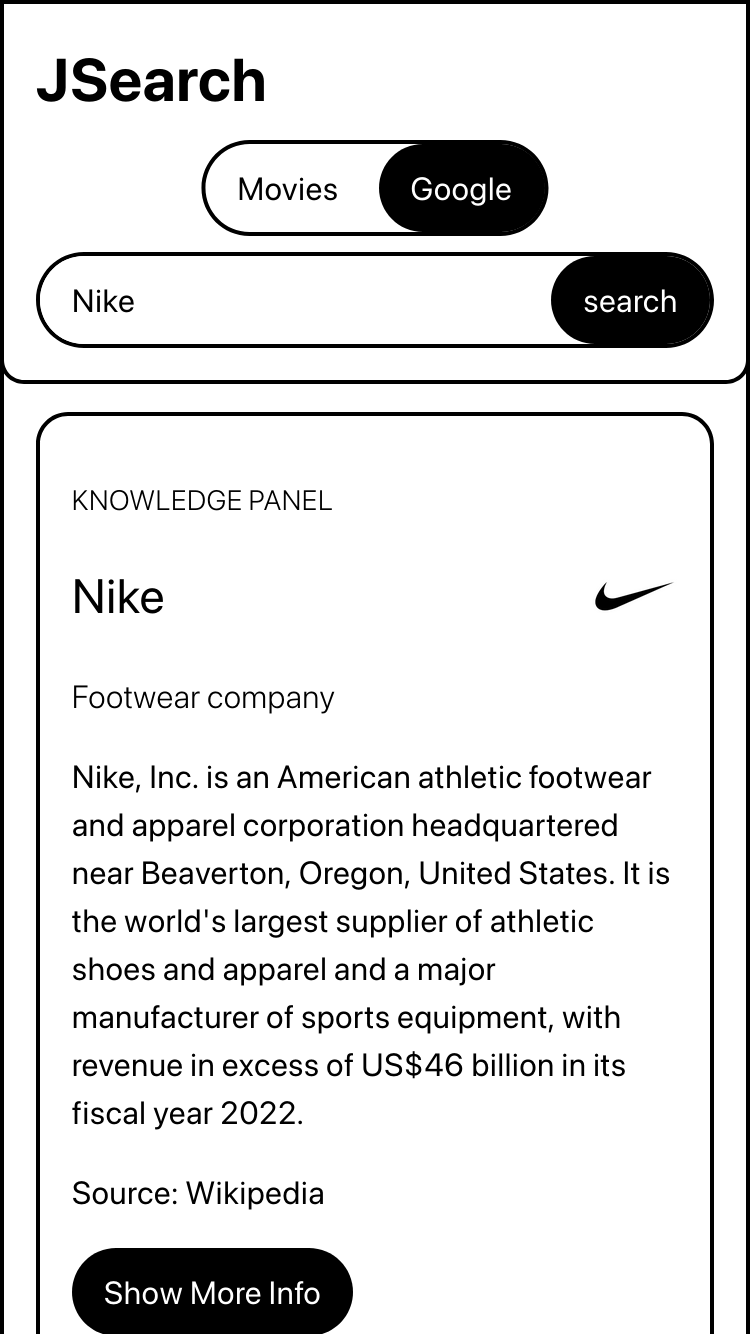 JSearch
Movies Google
Nike search
KNOWLEDGE PANEL
Nike
Footwear company
Nike, Inc. is an American athletic footwear
and apparel corporation headquartered
near Beaverton, Oregon, United States. It is
the world's largest supplier of athletic
shoes and apparel and a major
manufacturer of sports equipment, with
revenue in excess of US$46 billion in its
fiscal year 2022.
Source: Wikipedia
Show More Info